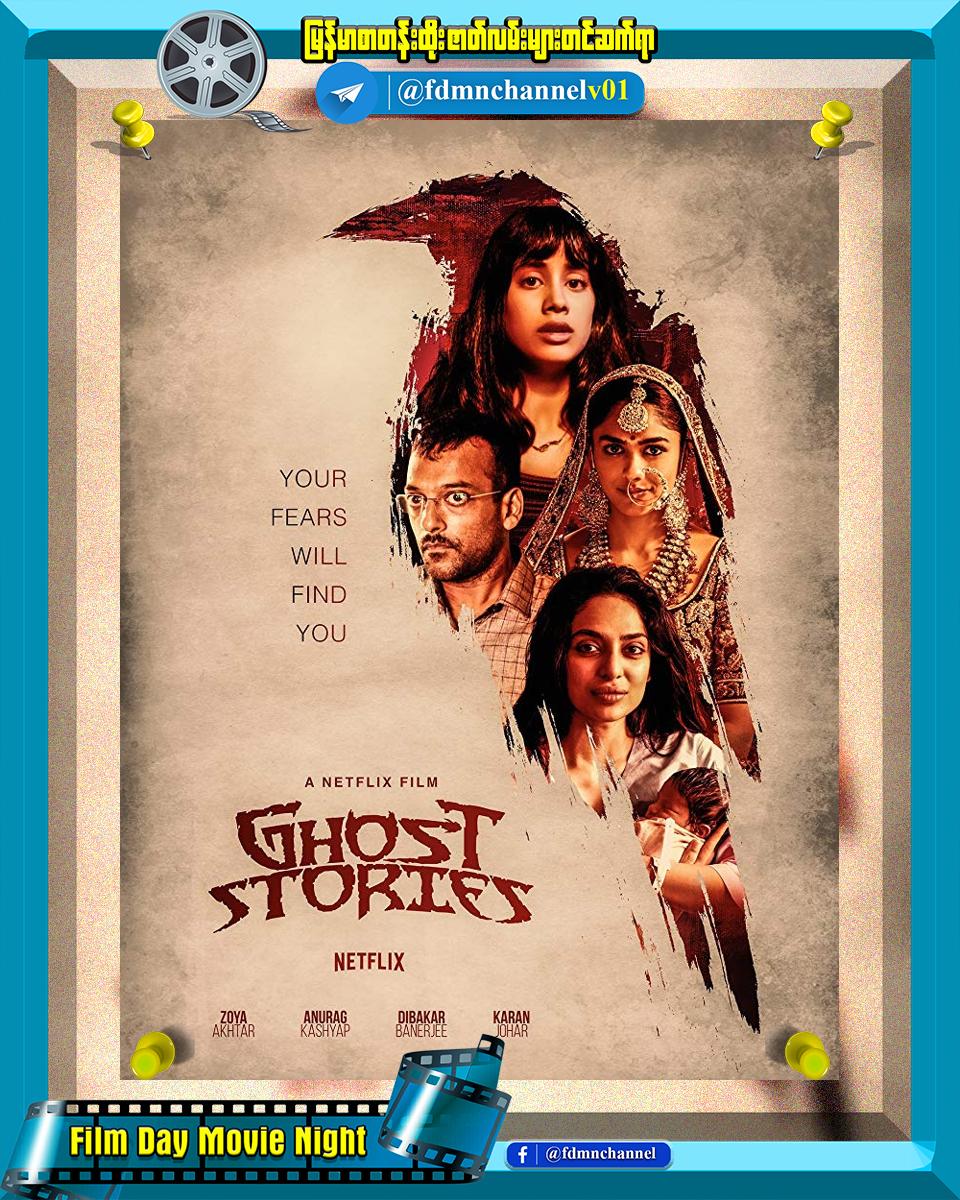 မြန်မာစာတန်းထိုးဇာတ်လမ်းများတင်ဆက်ရာ
@fdmnchannelv01
YOUR
FEARS
WILL
FIND
YOU
A NETFLIX FILM
GHOST
STORIES
NETFLIX
ZOYA AKHTAR
ANURAG KASHYAP
DIBAKAR BANERJEE
KARAN JOHAR
Film Day Movie Night
f @fdmnchannel